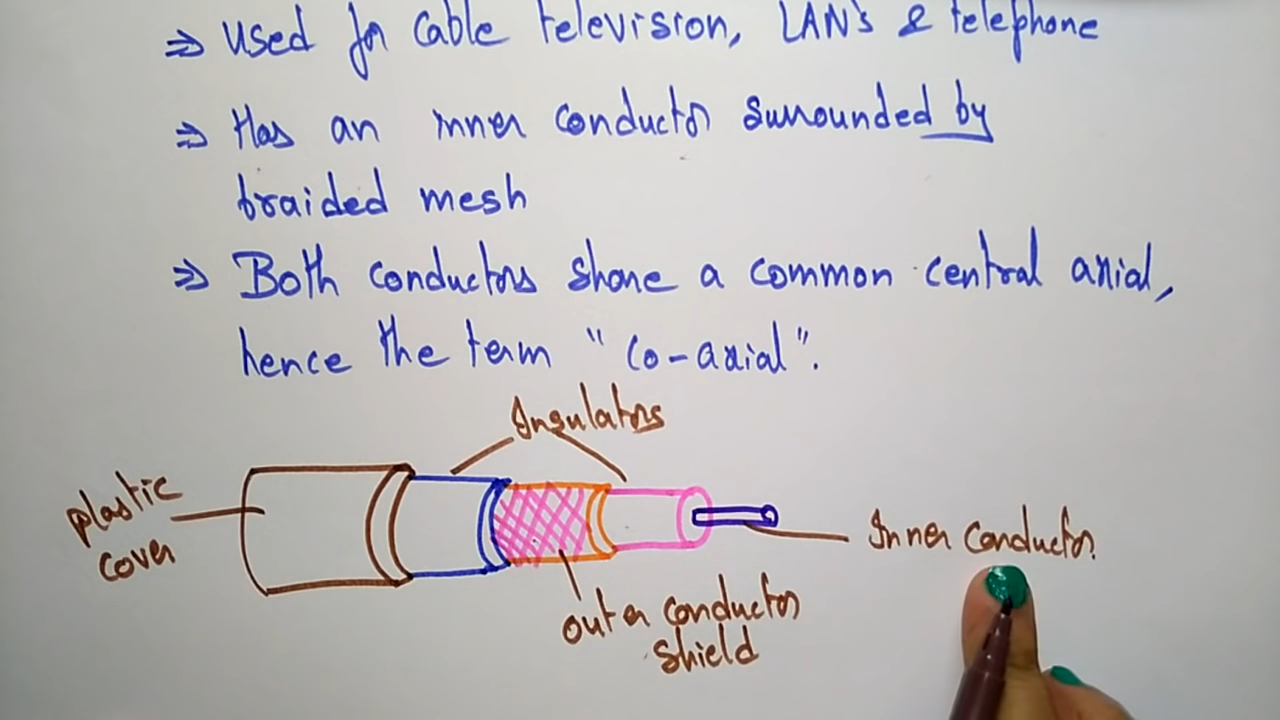 ⇒ Used for Cable television, LAN's & telephone
⇒ Has an inner conductor surrounded by
braided mesh
⇒ Both conductors share a common central axial,
hence the term "Co-axial".
Insulators
plastic
cover
Inner Conductor
outer conductor
shield